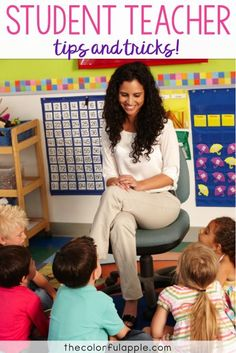 STUDENT TEACHER
tips and tricks!
thecolorfulapple.com